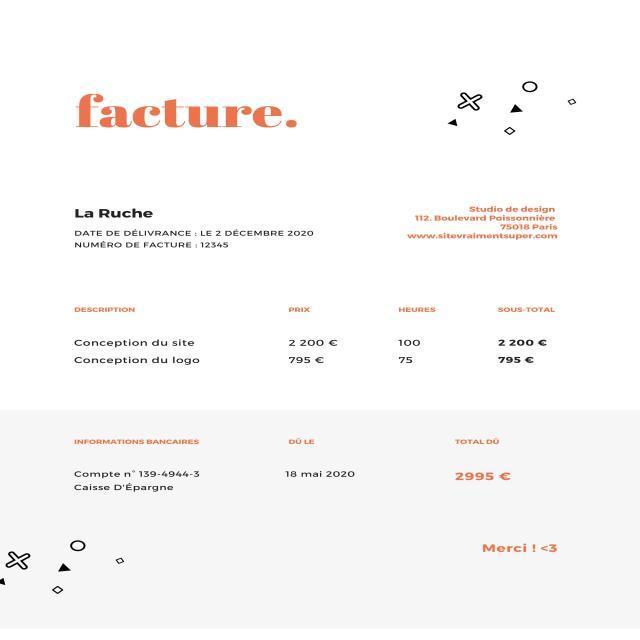 facture.
La Ruche
DATE DE DÉLIVRANCE : LE 2 DÉCEMBRE 2020
NUMÉRO DE FACTURE : 12345
Studio de design
112. Boulevard Poissonnière
75018 Paris
www.sitevraimentsuper.com
DESCRIPTION PRIX HEURES SOUS-TOTAL
Conception du site 2 200 € 100 2 200 €
Conception du logo 795 € 75 795 €
INFORMATIONS BANCAIRES DÛ LE TOTAL DÛ
Compte n° 139-4944-3 18 mai 2020 2995 €
Caisse D'Épargne
Merci ! <3